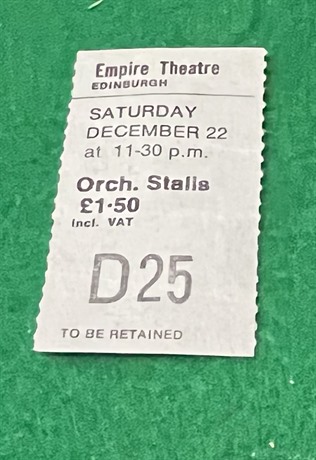 Empire Theatre
EDINBURGH
SATURDAY
DECEMBER 22
at 11-30 p.m.
Orch. Stalls
£1·50
Incl. VAT
D25
TO BE RETAINED